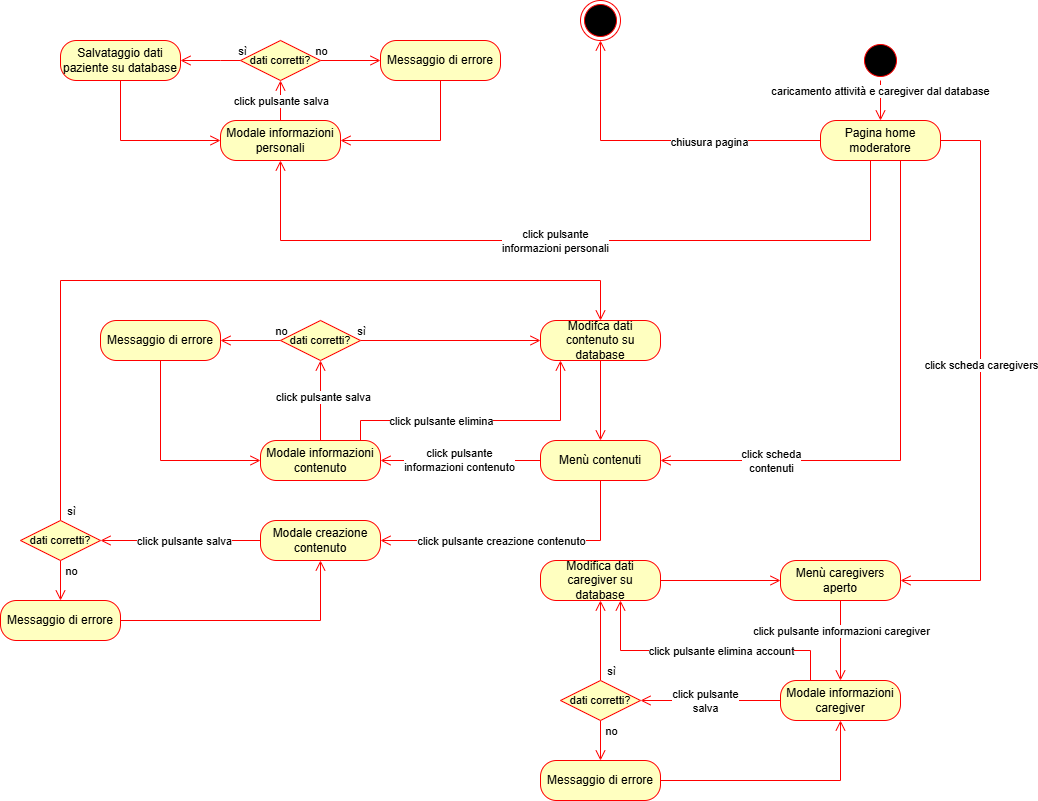 Salvataggio dati
paziente su database
sì
dati corretti?
no
Messaggio di errore
click pulsante salva
Modale informazioni
personali
caricamento attività e caregiver dal database
Pagina home
moderatore
chiusura pagina
click pulsante
informazioni personali
Messaggio di errore
no
dati corretti?
sì
Modifca dati
contenuto su
database
click scheda caregivers
click pulsante salva
click pulsante elimina
Modale informazioni
contenuto
click pulsante
informazioni contenuto
Menù contenuti
click scheda
contenuti
sì
dati corretti?
no
click pulsante salva
Modale creazione
contenuto
click pulsante creazione contenuto
Messaggio di errore
Modifica dati
caregiver su
database
Menù caregivers
aperto
click pulsante informazioni caregiver
click pulsante elimina account
sì
dati corretti?
no
click pulsante
salva
Modale informazioni
caregiver
Messaggio di errore